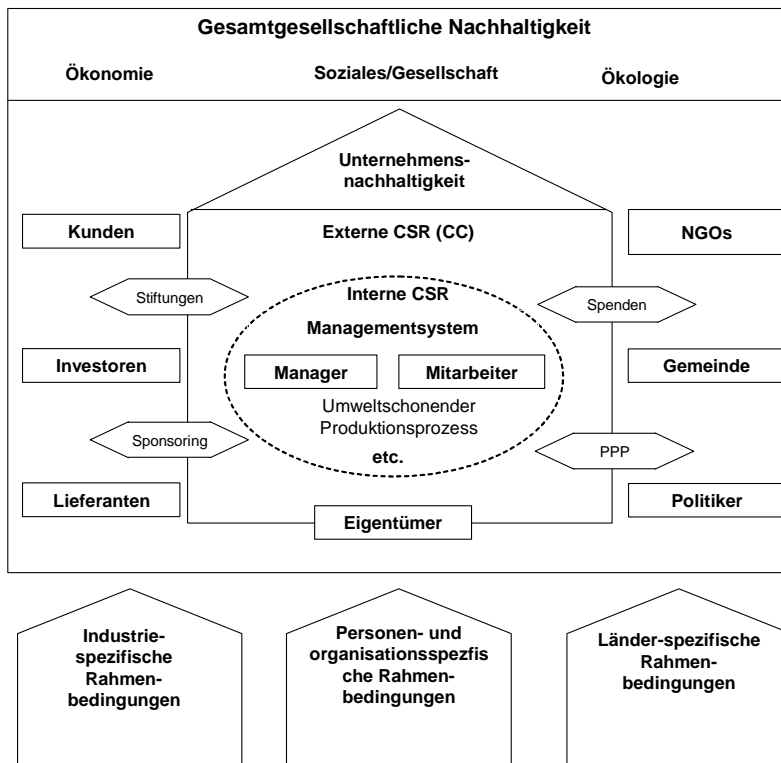 Gesamtgesellschaftliche Nachhaltigkeit
Ökonomie
Soziales/Gesellschaft
Ökologie
Unternehmens-
nachhaltigkeit
Kunden
Externe CSR (CC)
NGOs
Stiftungen
Interne CSR
Spenden
Managementsystem
Investoren
Manager
Mitarbeiter
Gemeinde
Umweltschonender
Produktionsprozess
Sponsoring
etc.
PPP
Lieferanten
Eigentümer
Politiker
Industrie-
spezifische
Rahmen-
bedingungen
Personen- und
organisationsspezfis
che Rahmen-
bedingungen
Länder-spezifische
Rahmen-
bedingungen